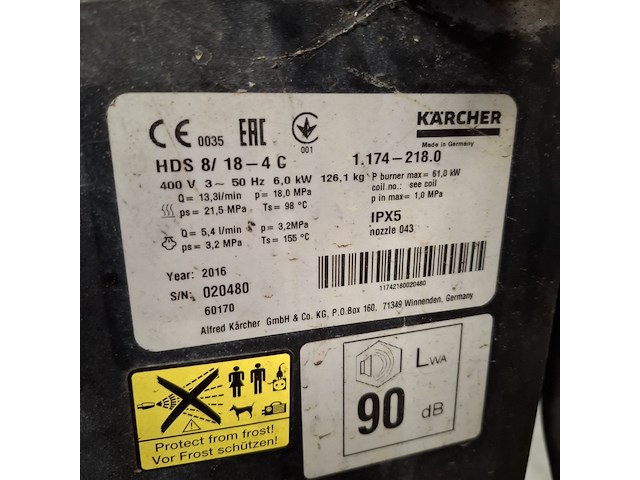 CE 0035 EAC 001 KÄRCHER
Made in Germany
HDS 8/ 18-4 C 1.174-218.0
400 V 3~ 50 Hz 6,0 kW 126,1 kg P burner max= 61,0 kW
Q= 13,3l/min p= 18,0 MPa coil no.: see coil
ps= 21,5 MPa Ts= 98 °C p in max= 1,0 MPa
Q= 5,4 l/min p= 3,2MPa IPX5
ps= 3,2 MPa Ts= 155 °C nozzle 043
Year: 2016
S/N: 020480
60170
11742180020480
Alfred Kärcher GmbH & Co. KG, P.O.Box 160, 71349 Winnenden, Germany
Protect from frost!
Vor Frost schützen!
LWA
90 dB